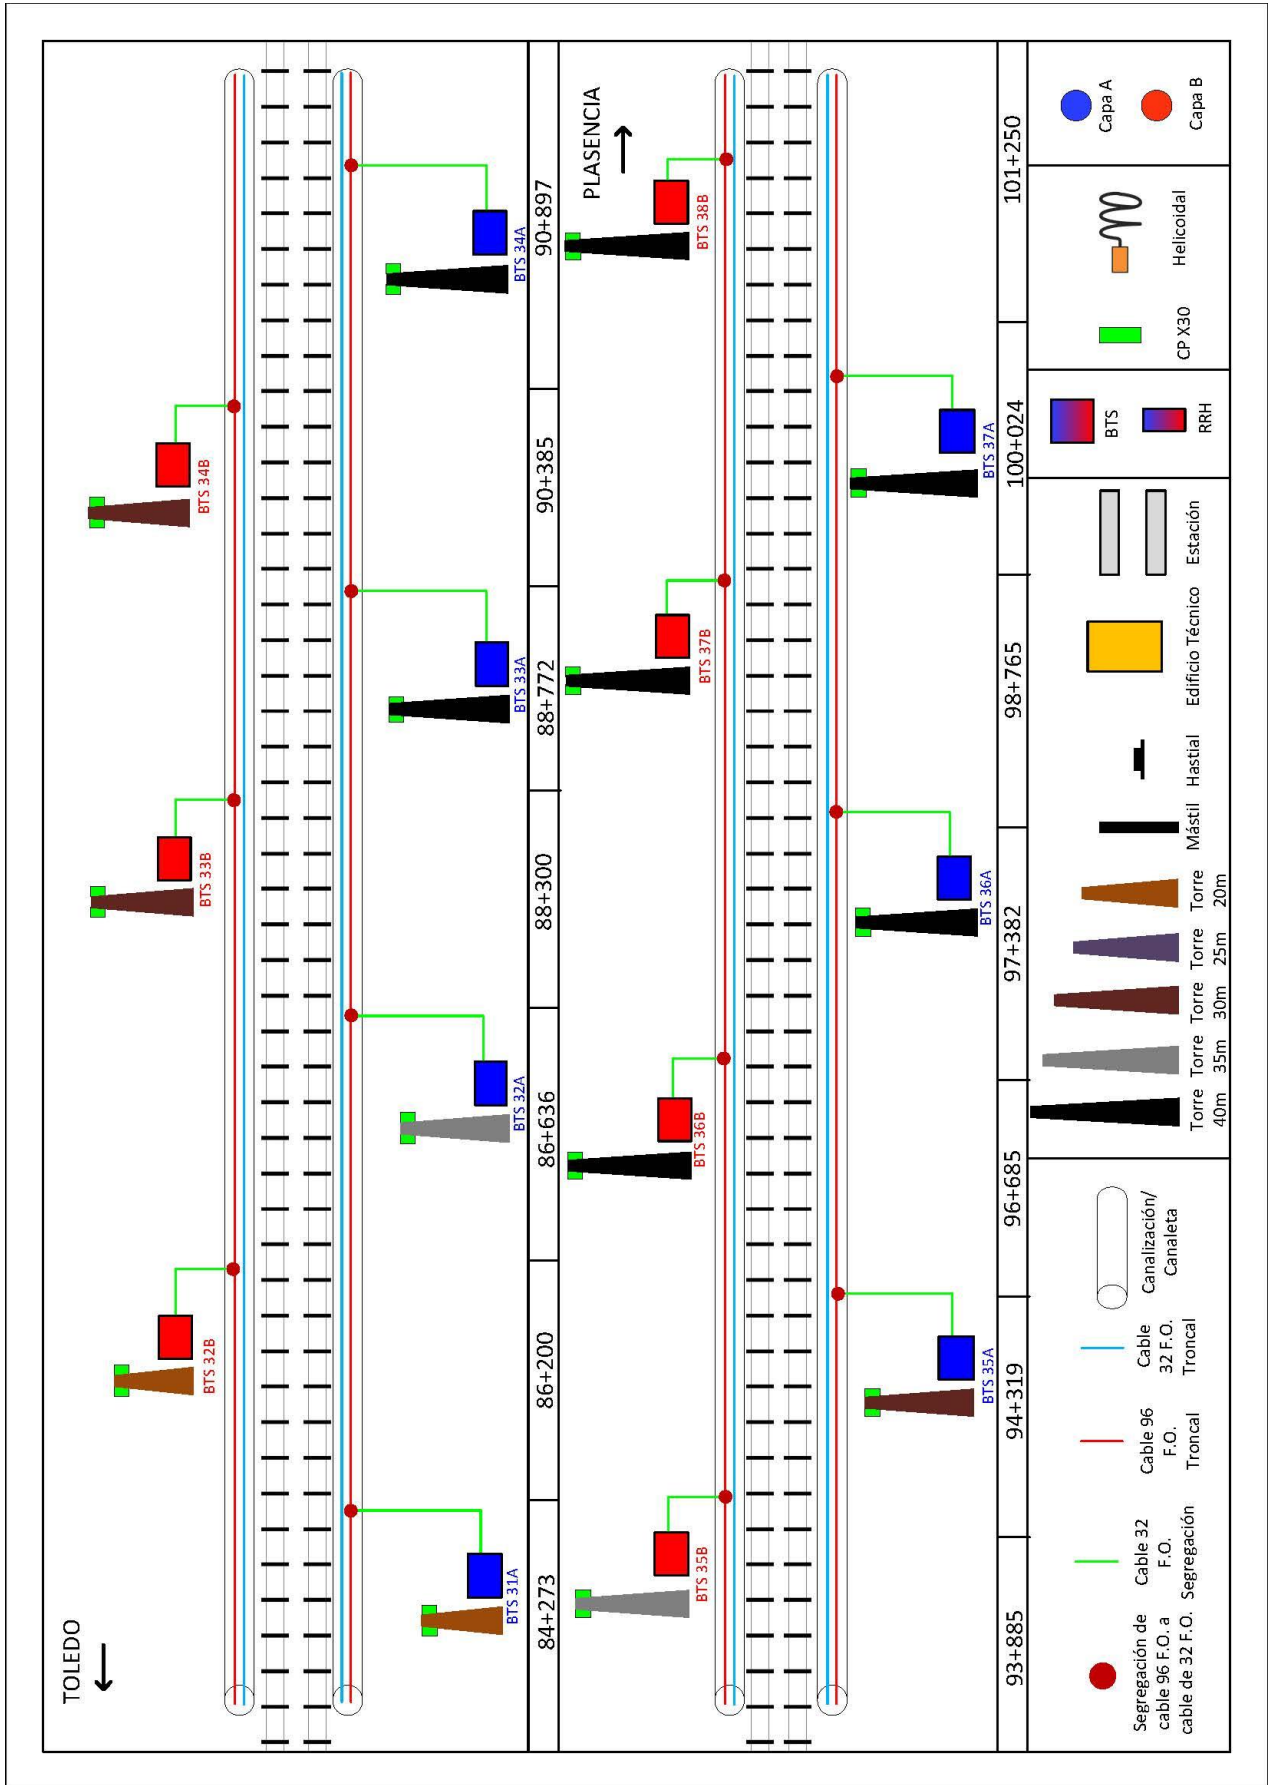 TOLEDO
BTS 32B
BTS 33B
BTS 34B
BTS 31A
BTS 32A
BTS 33A
BTS 34A
84+273
86+200
86+636
88+300
88+772
90+385
90+897
PLASENCIA
BTS 35B
BTS 36B
BTS 37B
BTS 38B
BTS 35A
BTS 36A
BTS 37A
93+885
94+319
96+685
97+382
98+765
100+024
101+250
Segregación de
cable 96 F.O. a
cable de 32 F.O.
Cable 32
F.O.
Segregación
Cable 96
F.O.
Troncal
Cable
32 F.O.
Troncal
Canalización/
Canaleta
Torre
40m
Torre
35m
Torre
30m
Torre
25m
Torre
20m
Mástil
Hastial
Edificio Técnico
Estación
BTS
RRH
CP X30
Helicoidal
Capa A
Capa B